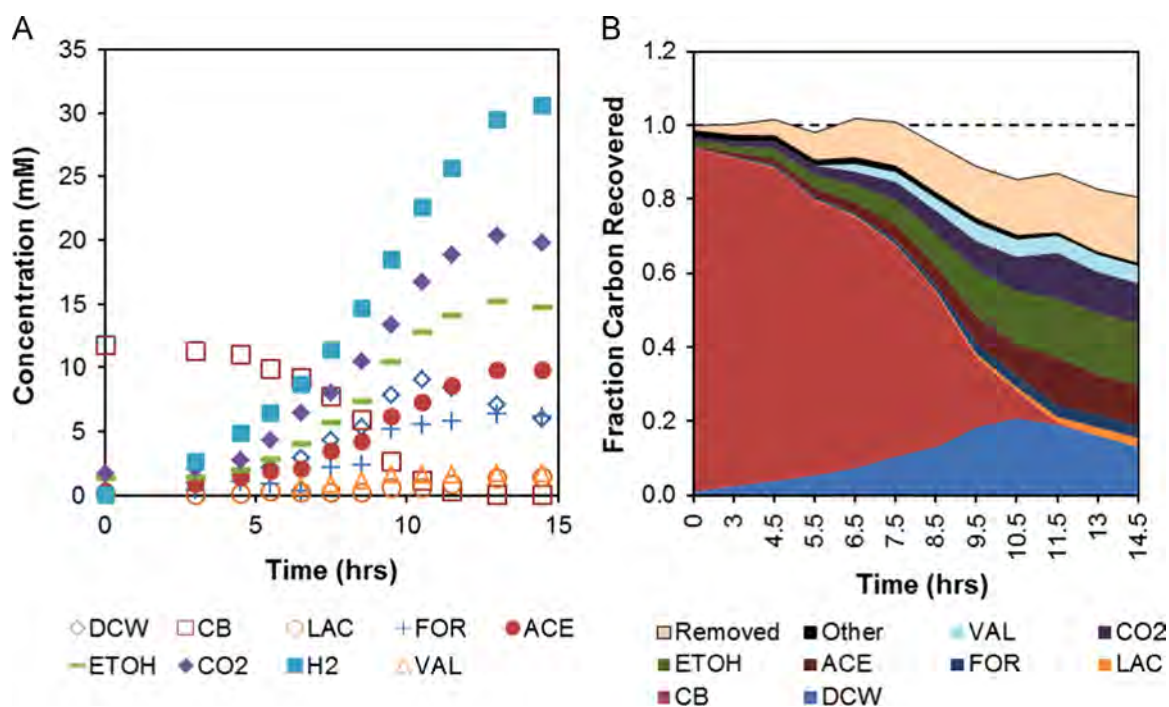 A
B
Concentration (mM)
35
30
25
20
15
10
5
0
0 5 10 15
Time (hrs)
DCW CB LAC FOR ACE
ETOH CO2 H2 VAL
Fraction Carbon Recovered
1.2
1.0
0.8
0.6
0.4
0.2
0.0
0 3 4.5 5.5 6.5 7.5 8.5 9.5 10.5 11.5 13 14.5
Time (hrs)
Removed Other VAL CO2
ETOH ACE FOR LAC
CB DCW